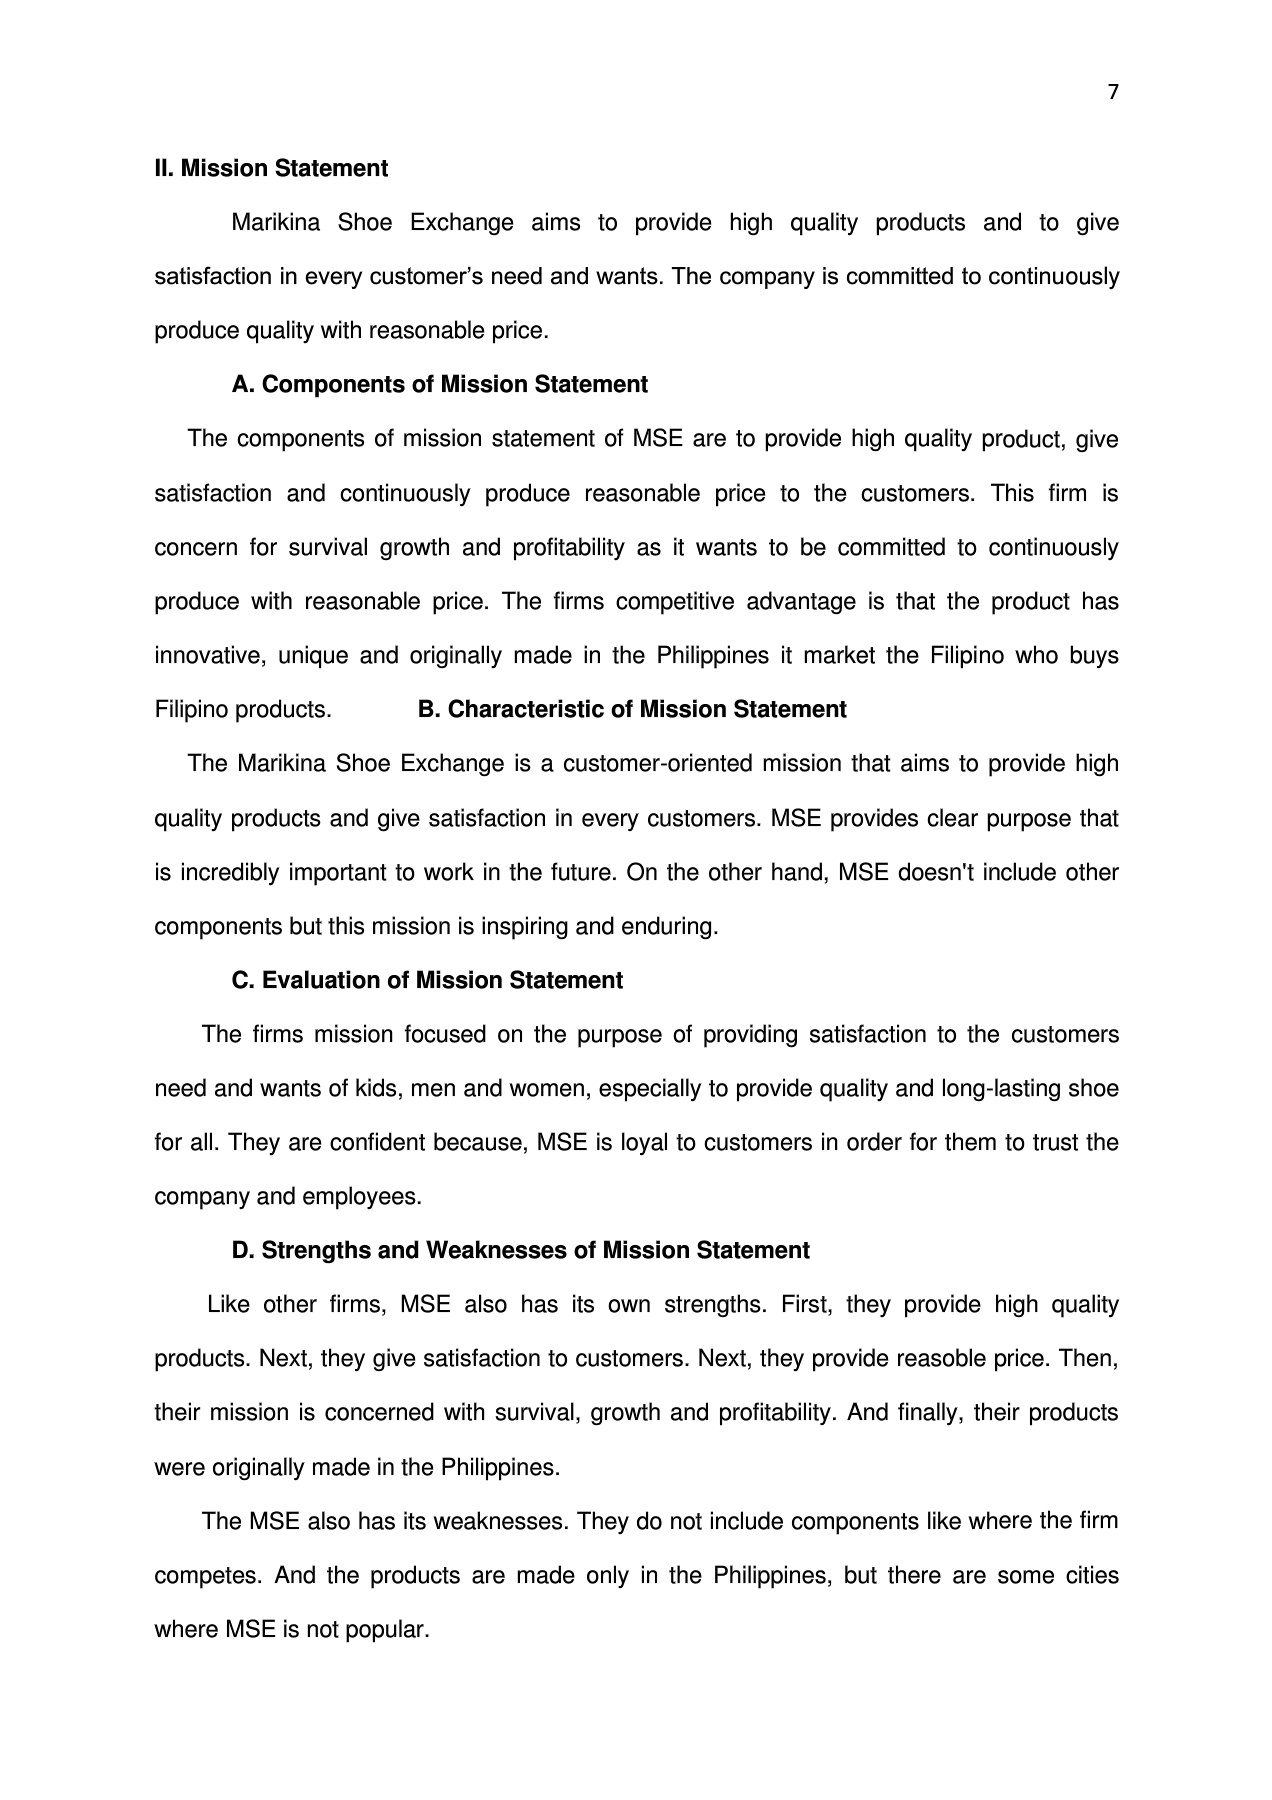 7
II. Mission Statement
Marikina Shoe Exchange aims to provide high quality products and to give
satisfaction in every customer’s need and wants. The company is committed to continuously
produce quality with reasonable price.
A. Components of Mission Statement
The components of mission statement of MSE are to provide high quality product, give
satisfaction and continuously produce reasonable price to the customers. This firm is
concern for survival growth and profitability as it wants to be committed to continuously
produce with reasonable price. The firms competitive advantage is that the product has
innovative, unique and originally made in the Philippines it market the Filipino who buys
Filipino products. B. Characteristic of Mission Statement
The Marikina Shoe Exchange is a customer-oriented mission that aims to provide high
quality products and give satisfaction in every customers. MSE provides clear purpose that
is incredibly important to work in the future. On the other hand, MSE doesn't include other
components but this mission is inspiring and enduring.
C. Evaluation of Mission Statement
The firms mission focused on the purpose of providing satisfaction to the customers
need and wants of kids, men and women, especially to provide quality and long-lasting shoe
for all. They are confident because, MSE is loyal to customers in order for them to trust the
company and employees.
D. Strengths and Weaknesses of Mission Statement
Like other firms, MSE also has its own strengths. First, they provide high quality
products. Next, they give satisfaction to customers. Next, they provide reasoble price. Then,
their mission is concerned with survival, growth and profitability. And finally, their products
were originally made in the Philippines.
The MSE also has its weaknesses. They do not include components like where the firm
competes. And the products are made only in the Philippines, but there are some cities
where MSE is not popular.